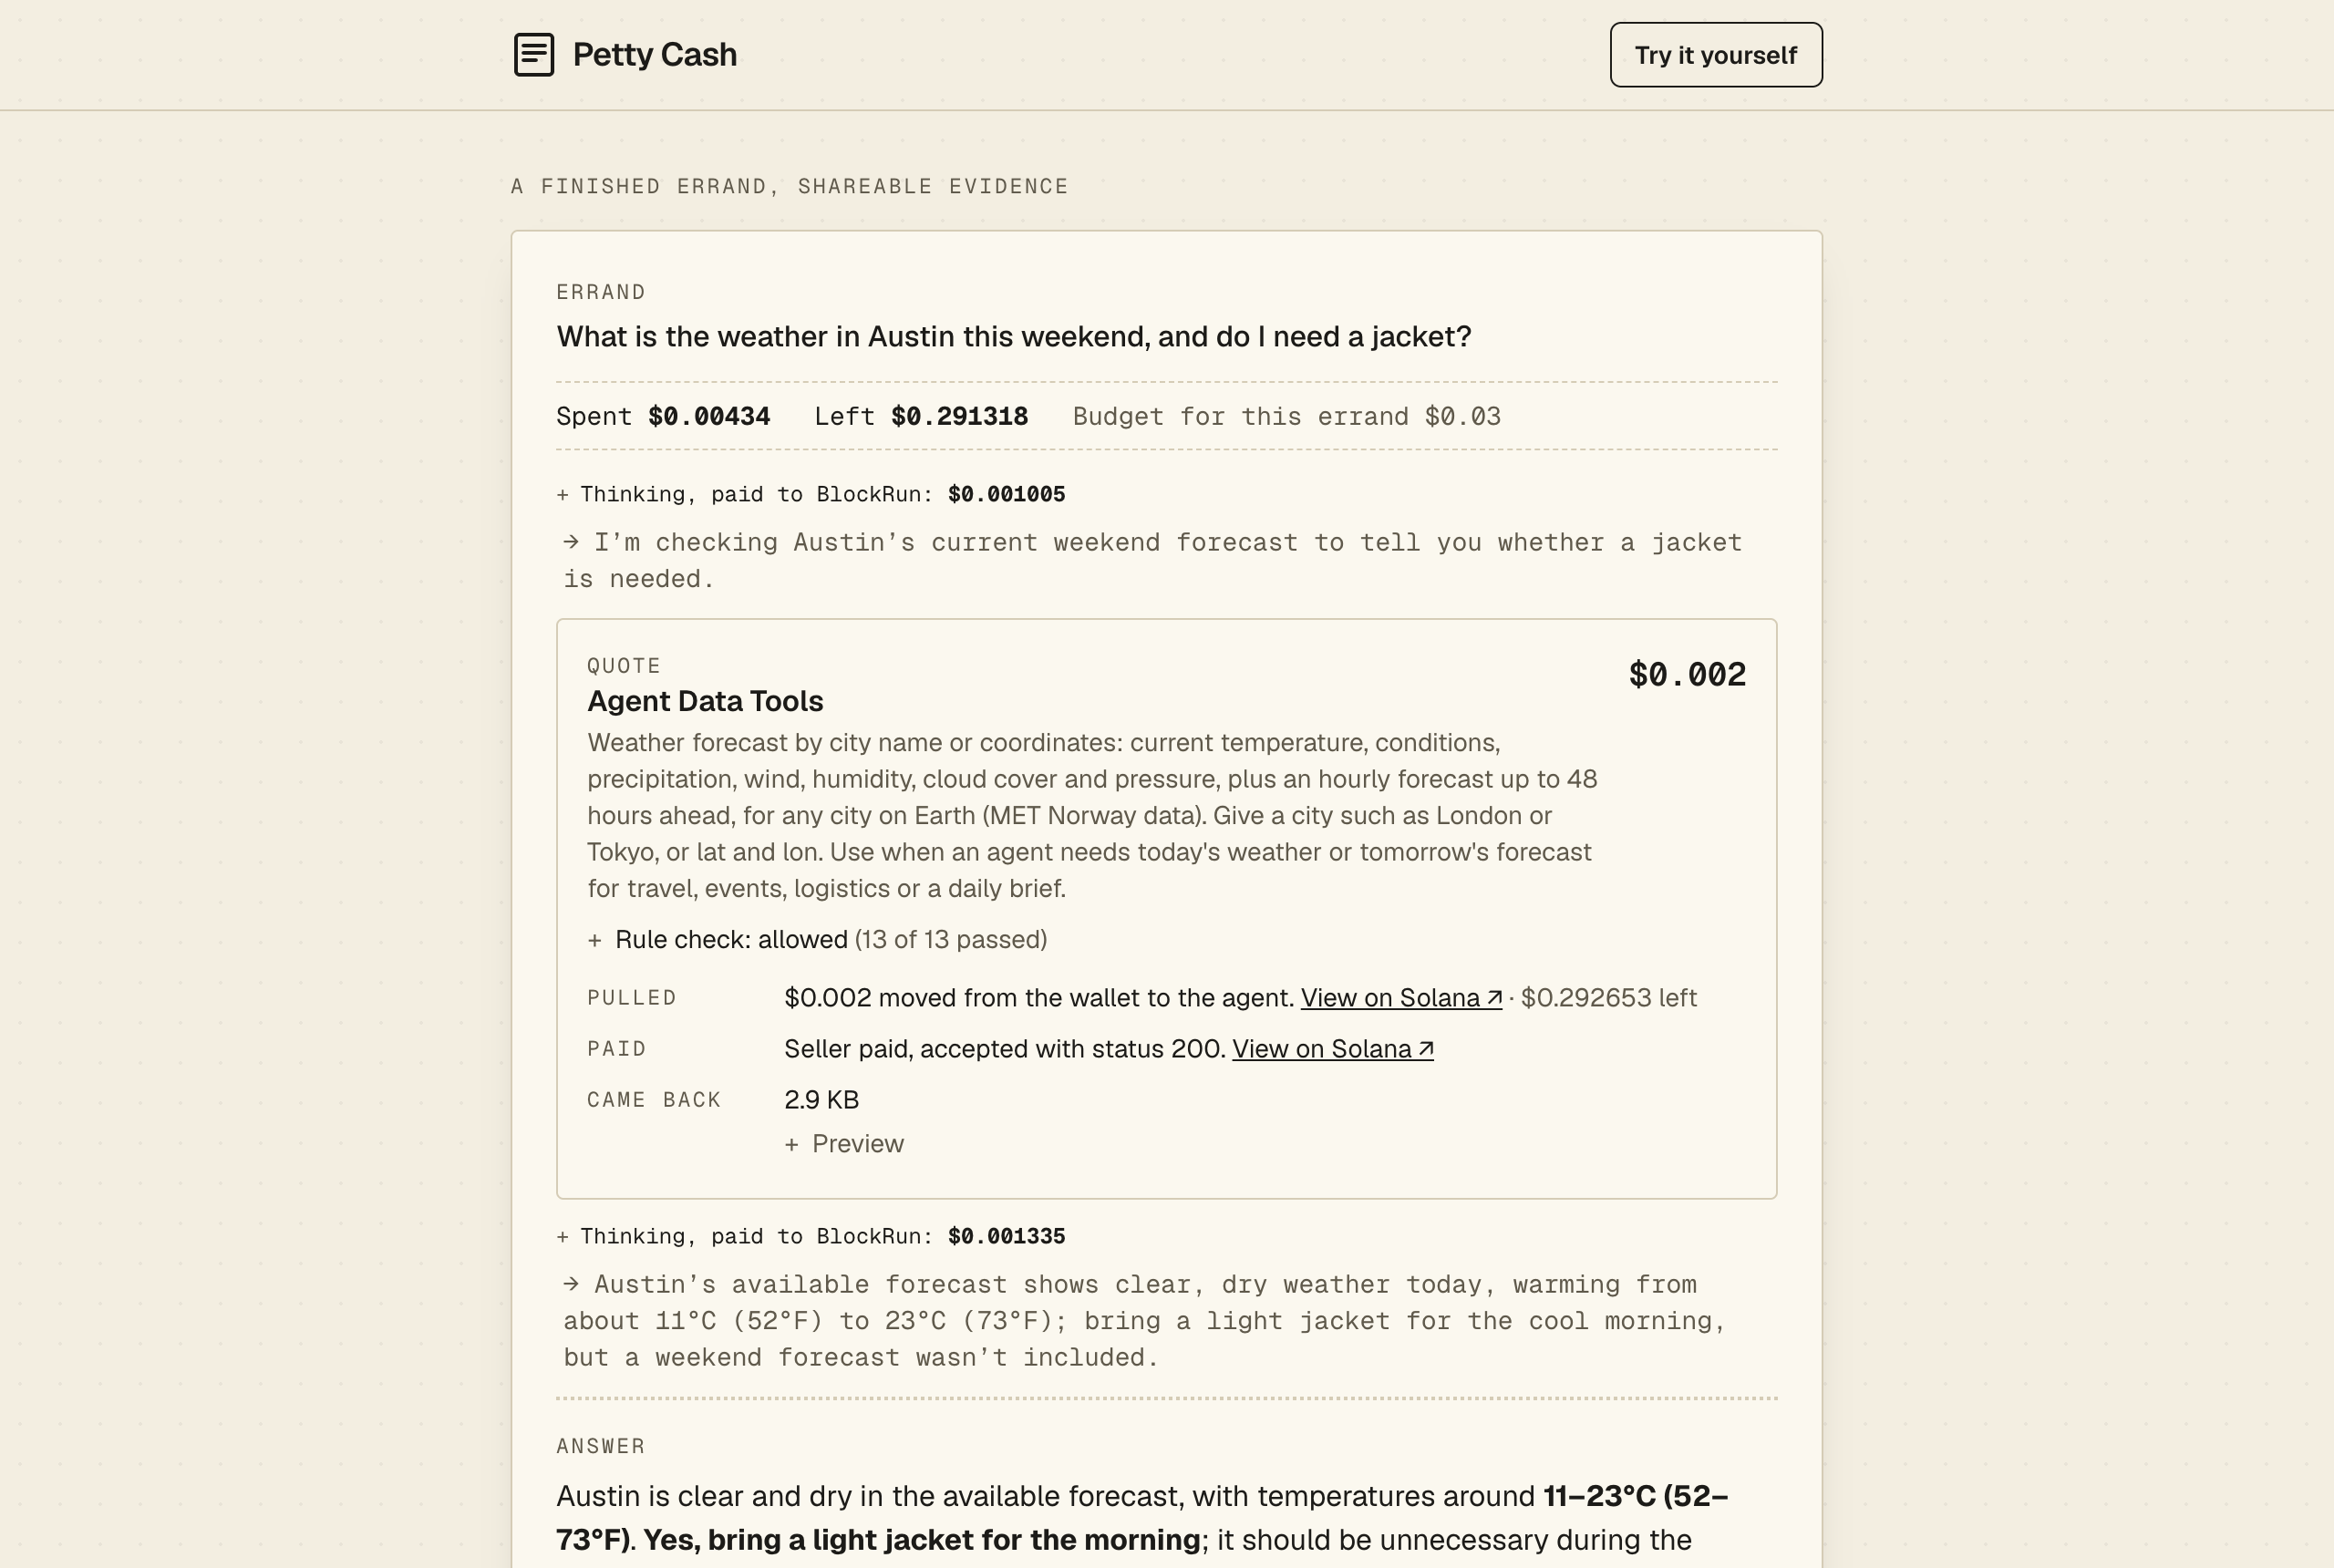 Petty Cash
Try it yourself
A FINISHED ERRAND, SHAREABLE EVIDENCE
ERRAND
What is the weather in Austin this weekend, and do I need a jacket?
Spent $0.00434 Left $0.291318 Budget for this errand $0.03
+ Thinking, paid to BlockRun: $0.001005
→ I’m checking Austin’s current weekend forecast to tell you whether a jacket
is needed.
QUOTE
$0.002
Agent Data Tools
Weather forecast by city name or coordinates: current temperature, conditions,
precipitation, wind, humidity, cloud cover and pressure, plus an hourly forecast up to 48
hours ahead, for any city on Earth (MET Norway data). Give a city such as London or
Tokyo, or lat and lon. Use when an agent needs today's weather or tomorrow's forecast
for travel, events, logistics or a daily brief.
+ Rule check: allowed (13 of 13 passed)
PULLED $0.002 moved from the wallet to the agent. View on Solana ↗ · $0.292653 left
PAID Seller paid, accepted with status 200. View on Solana ↗
CAME BACK 2.9 KB
+ Preview
+ Thinking, paid to BlockRun: $0.001335
→ Austin’s available forecast shows clear, dry weather today, warming from
about 11°C (52°F) to 23°C (73°F); bring a light jacket for the cool morning,
but a weekend forecast wasn’t included.
ANSWER
Austin is clear and dry in the available forecast, with temperatures around 11–23°C (52–
73°F). Yes, bring a light jacket for the morning; it should be unnecessary during the